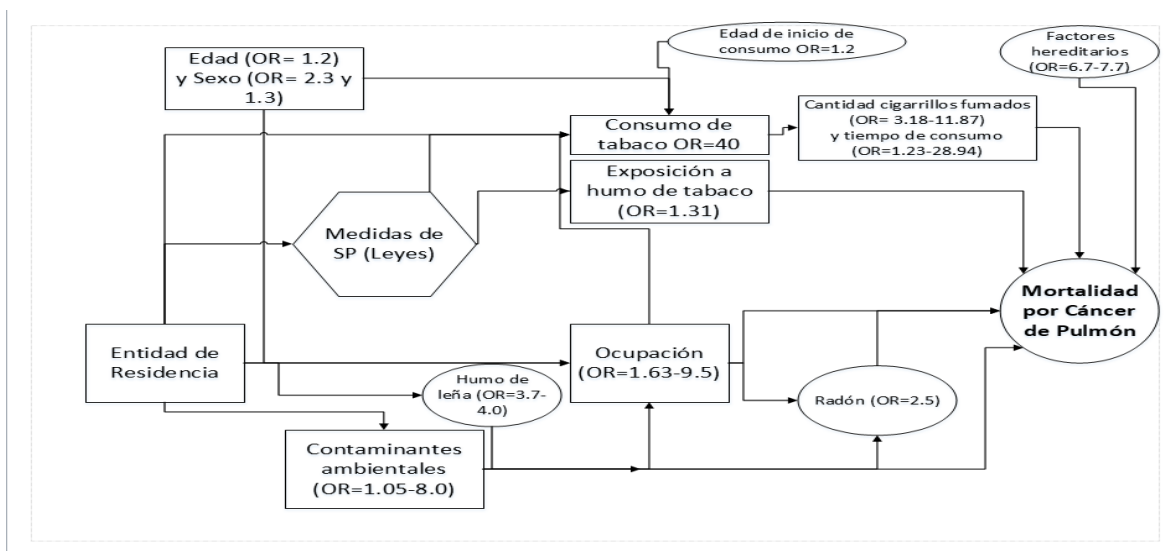 Edad (OR= 1.2)
y Sexo (OR= 2.3 y
1.3)
Edad de inicio de
consumo OR=1.2
Factores
hereditarios
(OR=6.7-7.7)
Consumo de
tabaco OR=40
Cantidad cigarrillos fumados
(OR= 3.18-11.87)
y tiempo de consumo
(OR=1.23-28.94)
Exposición a
humo de tabaco
(OR=1.31)
Medidas de
SP (Leyes)
Mortalidad
por Cáncer
de Pulmón
Entidad de
Residencia
Ocupación
(OR=1.63-9.5)
Humo de
leña (OR=3.7-
4.0)
Radón (OR=2.5)
Contaminantes
ambientales
(OR=1.05-8.0)